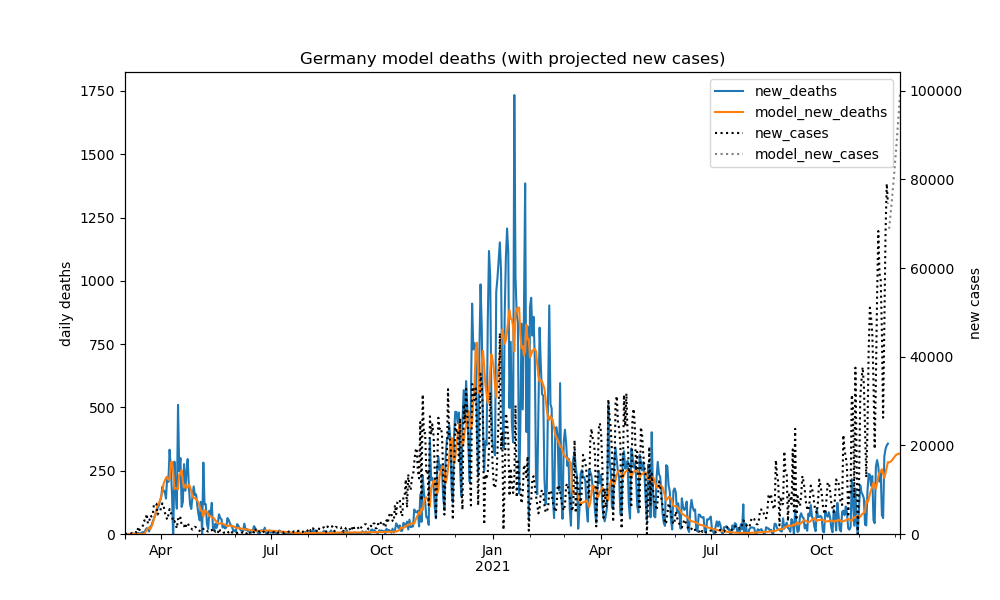 Germany model deaths (with projected new cases)
new_deaths
model_new_deaths
new_cases
model_new_cases
daily deaths
1750
1500
1250
1000
750
500
250
0
new cases
100000
80000
60000
40000
20000
0
Apr
Jul
Oct
Jan
2021
Apr
Jul
Oct